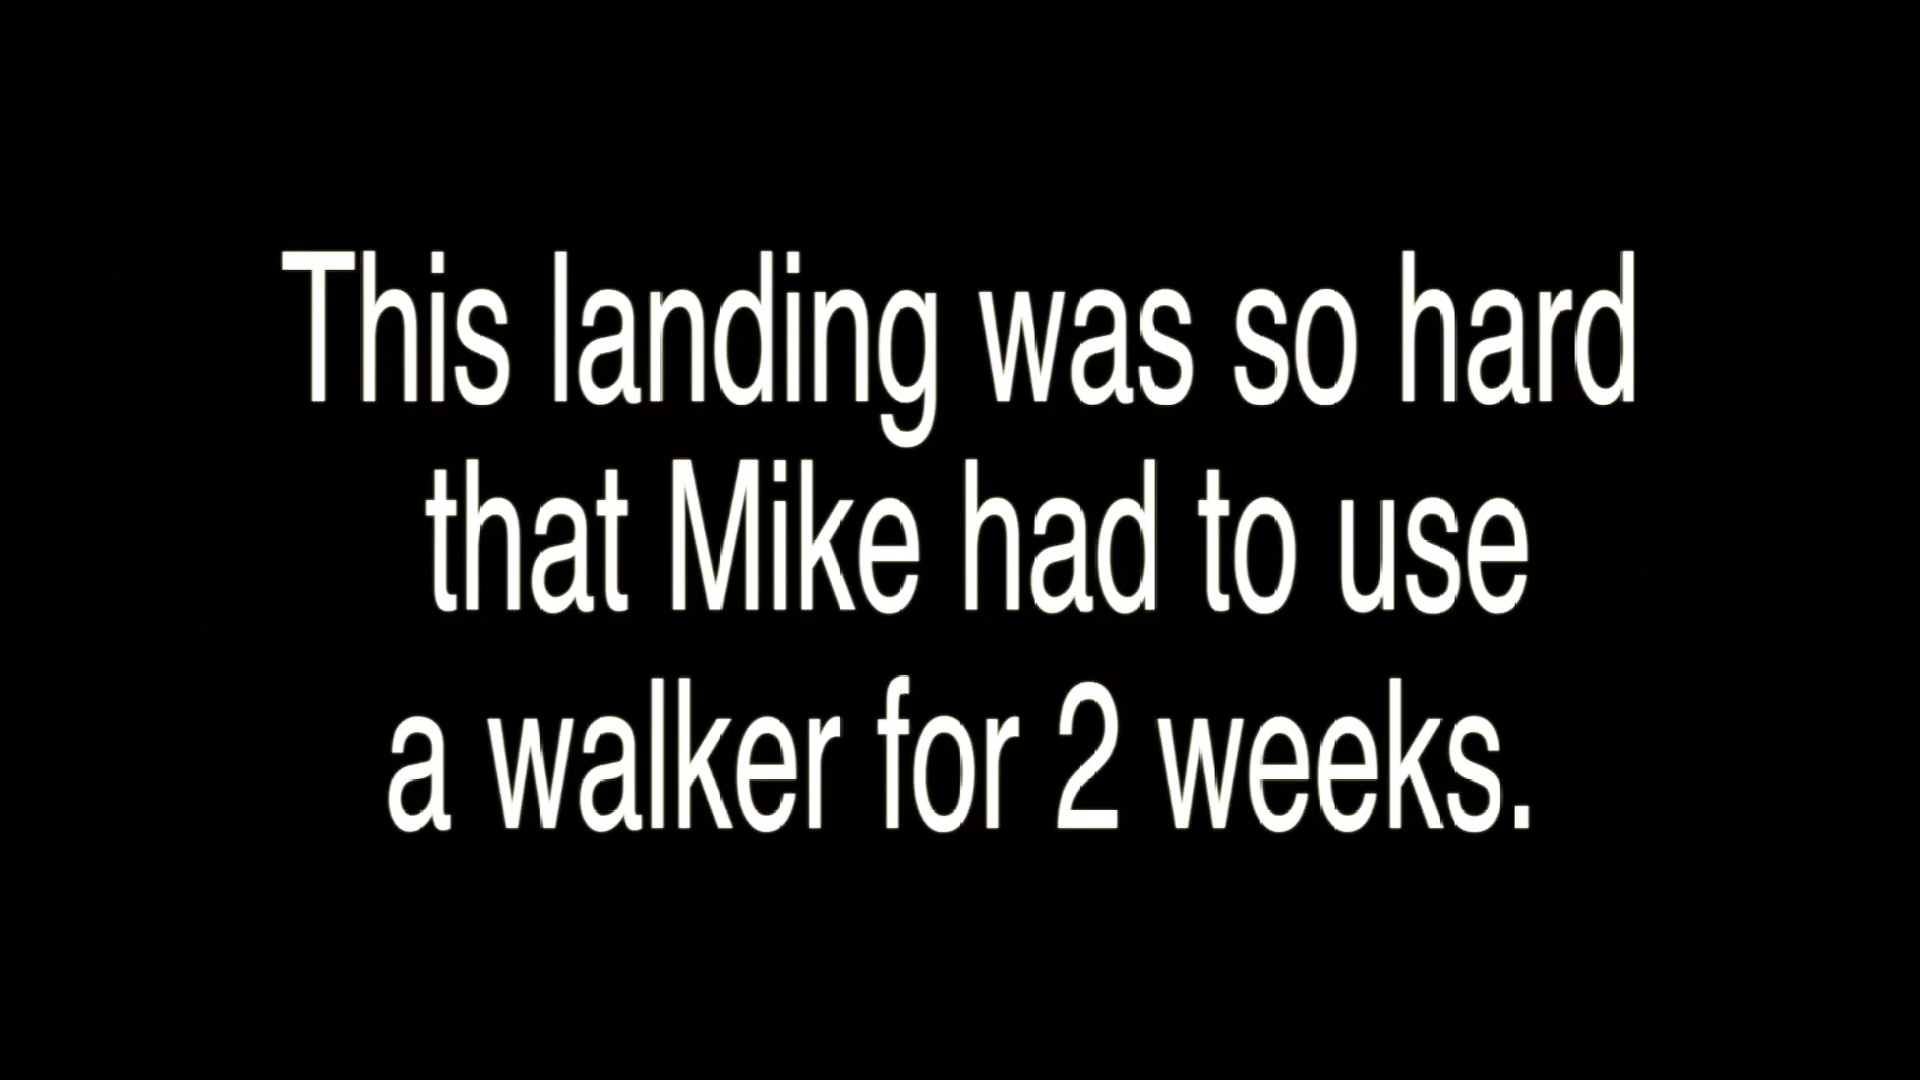 This landing was so hard
that Mike had to use
a walker for 2 weeks.